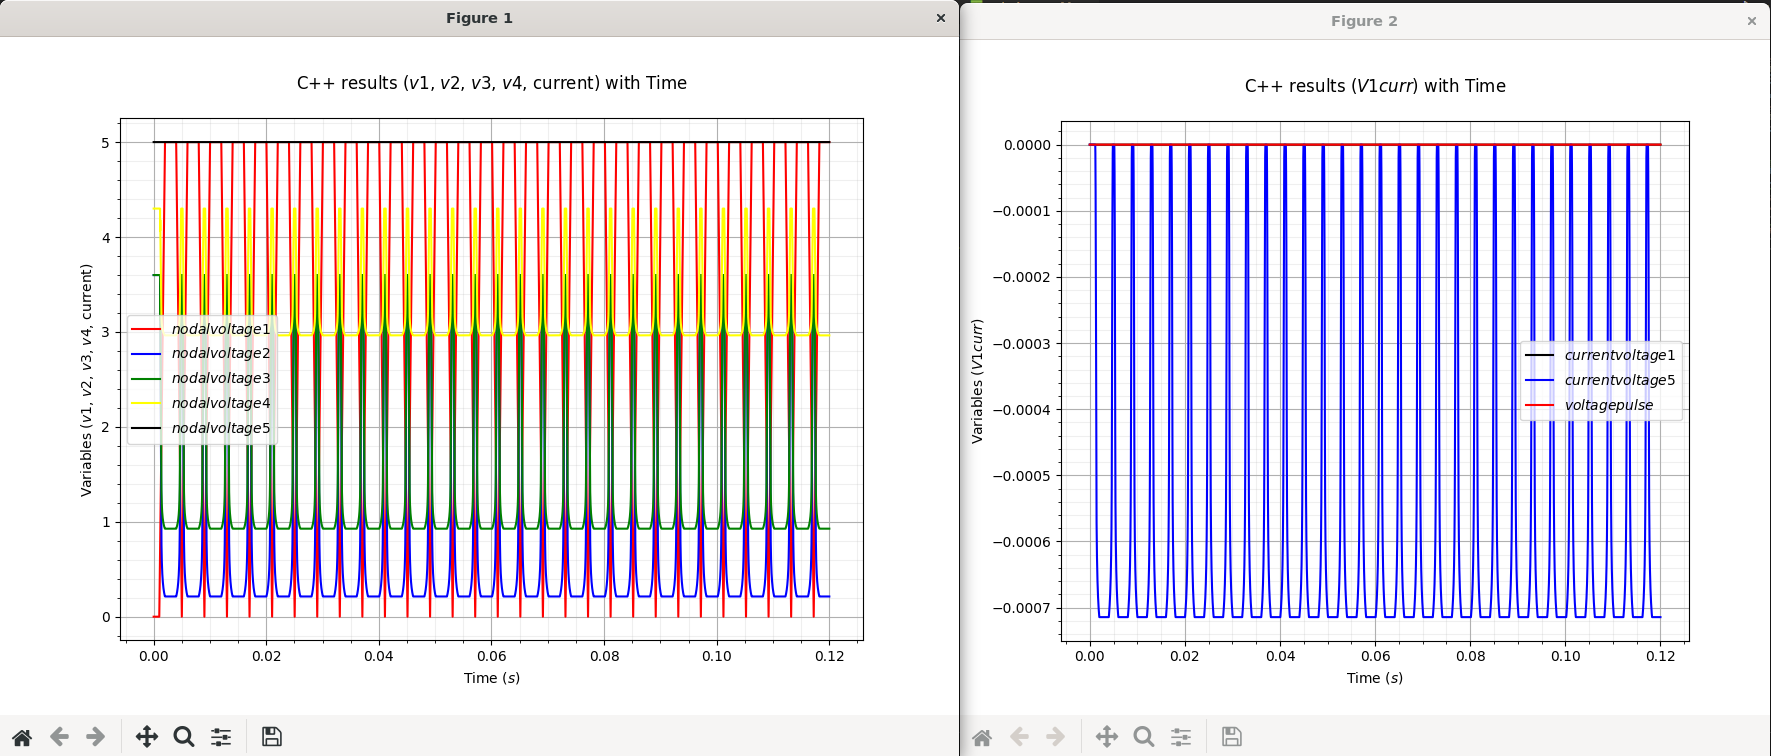 Figure 1
C++ results (v1, v2, v3, v4, current) with Time
Variables (v1, v2, v3, v4, current)
5
4
3
2
1
0
nodalvoltage1
nodalvoltage2
nodalvoltage3
nodalvoltage4
nodalvoltage5
0.00 0.02 0.04 0.06 0.08 0.10 0.12
Time (s)
Figure 2
C++ results (V1curr) with Time
Variables (V1curr)
0.0000
−0.0001
−0.0002
−0.0003
−0.0004
−0.0005
−0.0006
−0.0007
currentvoltage1
currentvoltage5
voltagepulse
0.00 0.02 0.04 0.06 0.08 0.10 0.12
Time (s)